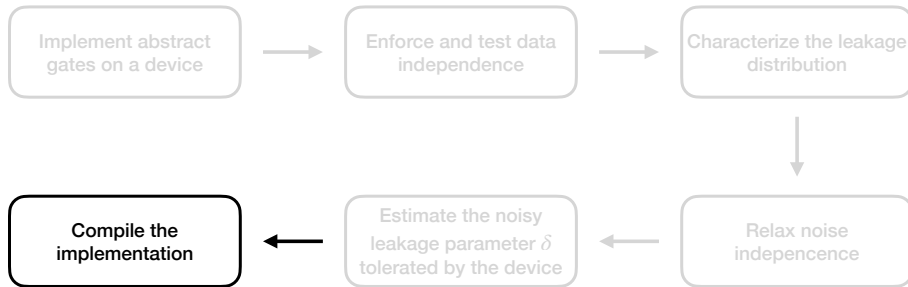 Implement abstract
gates on a device
Enforce and test data
independence
Characterize the leakage
distribution
Compile the
implementation
Estimate the noisy
leakage parameter δ
tolerated by the device
Relax noise
indepencence